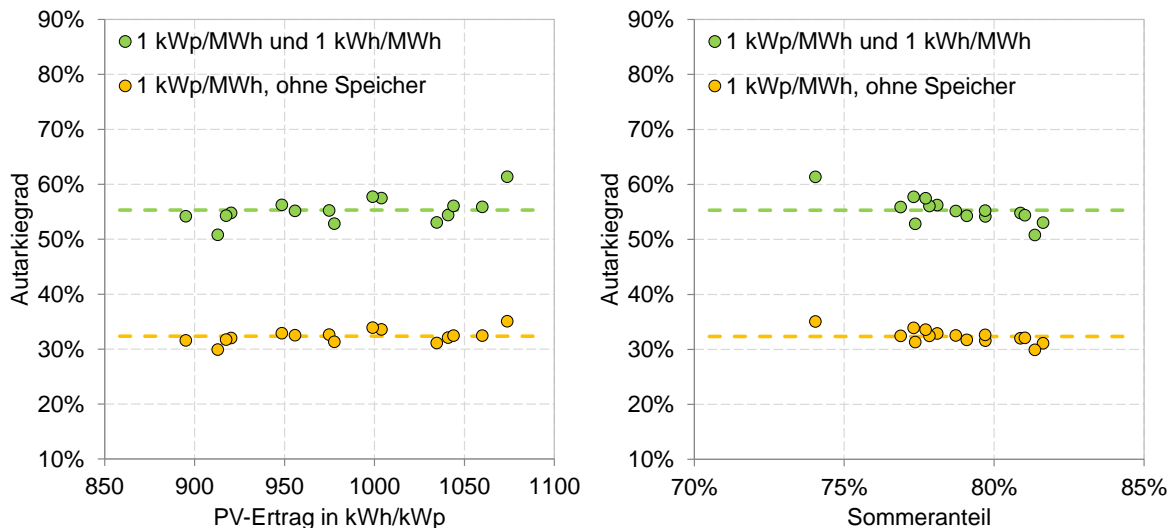 90%
80%
70%
60%
50%
40%
30%
20%
10%
Autarkiegrad
1 kWp/MWh und 1 kWh/MWh
1 kWp/MWh, ohne Speicher
850 900 950 1000 1050 1100
PV-Ertrag in kWh/kWp
90%
80%
70%
60%
50%
40%
30%
20%
10%
Autarkiegrad
1 kWp/MWh und 1 kWh/MWh
1 kWp/MWh, ohne Speicher
70% 75% 80% 85%
Sommeranteil